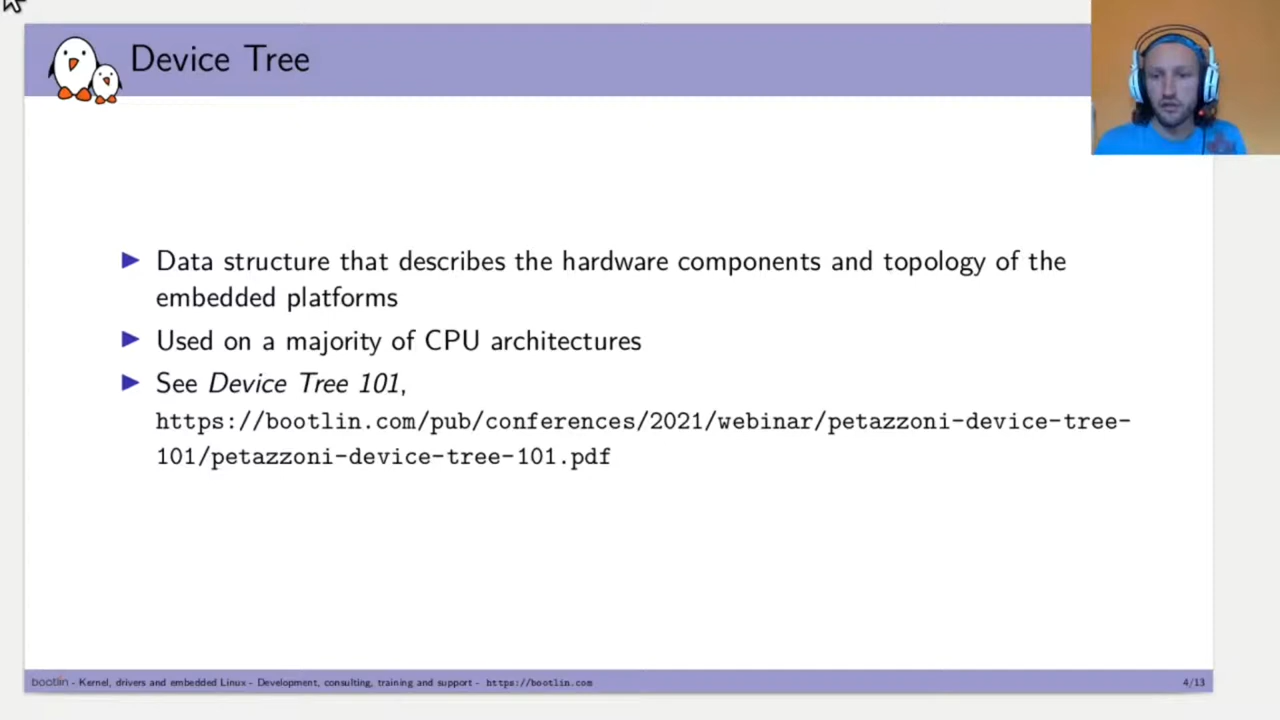 Device Tree
Data structure that describes the hardware components and topology of the
embedded platforms
Used on a majority of CPU architectures
See Device Tree 101,
https://bootlin.com/pub/conferences/2021/webinar/petazzoni-device-tree-
101/petazzoni-device-tree-101.pdf
bootlin - Kernel, drivers and embedded Linux - Development, consulting, training and support - https://bootlin.com
4/13